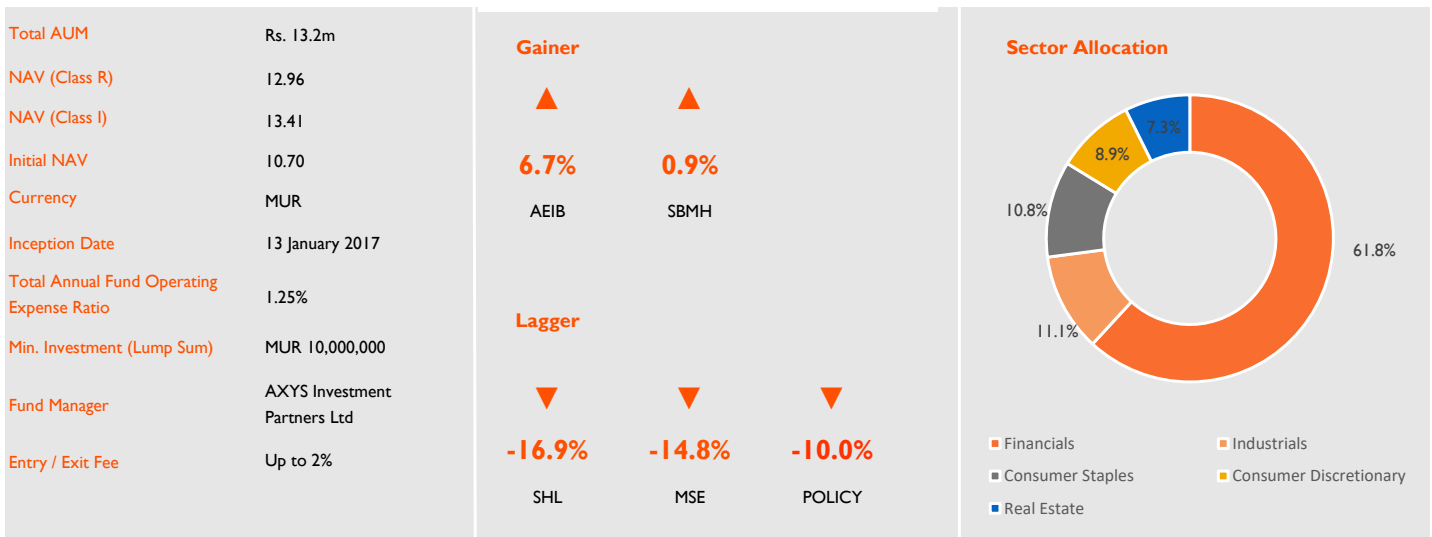 Total AUM Rs. 13.2m
NAV (Class R) 12.96
NAV (Class I) 13.41
Initial NAV 10.70
Currency MUR
Inception Date 13 January 2017
Total Annual Fund Operating
Expense Ratio 1.25%
Min. Investment (Lump Sum) MUR 10,000,000
Fund Manager AXYS Investment
Partners Ltd
Entry / Exit Fee Up to 2%
Gainer
▲ ▲
6.7% 0.9%
AEIB SBMH
Lagger
▼ ▼ ▼
-16.9% -14.8% -10.0%
SHL MSE POLICY
Sector Allocation
7.3%
8.9%
10.8%
61.8%
11.1%
Financials Industrials
Consumer Staples Consumer Discretionary
Real Estate